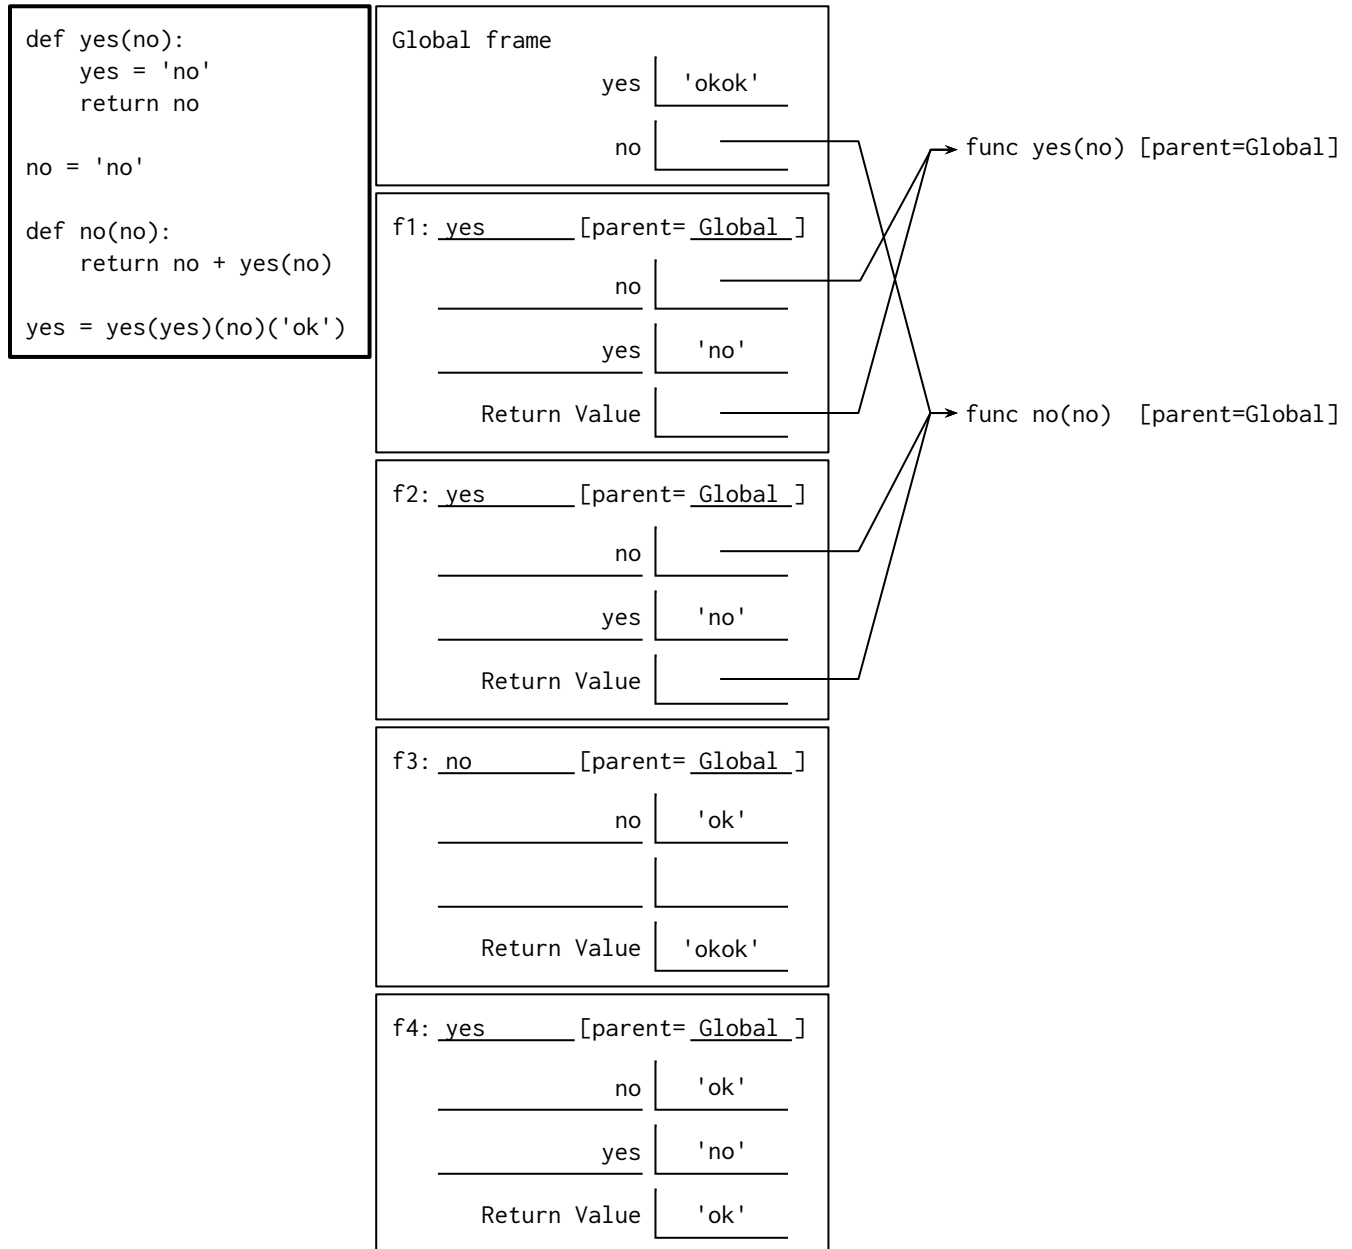 def yes(no):
    yes = 'no'
    return no
no = 'no'
def no(no):
    return no + yes(no)
yes = yes(yes)(no)('ok')
Global frame
yes 'okok'
no
func yes(no) [parent=Global]
f1: yes [parent= Global ]
no
yes 'no'
Return Value
func no(no) [parent=Global]
f2: yes [parent= Global ]
no
yes 'no'
Return Value
f3: no [parent= Global ]
no 'ok'
Return Value 'okok'
f4: yes [parent= Global ]
no 'ok'
yes 'no'
Return Value 'ok'